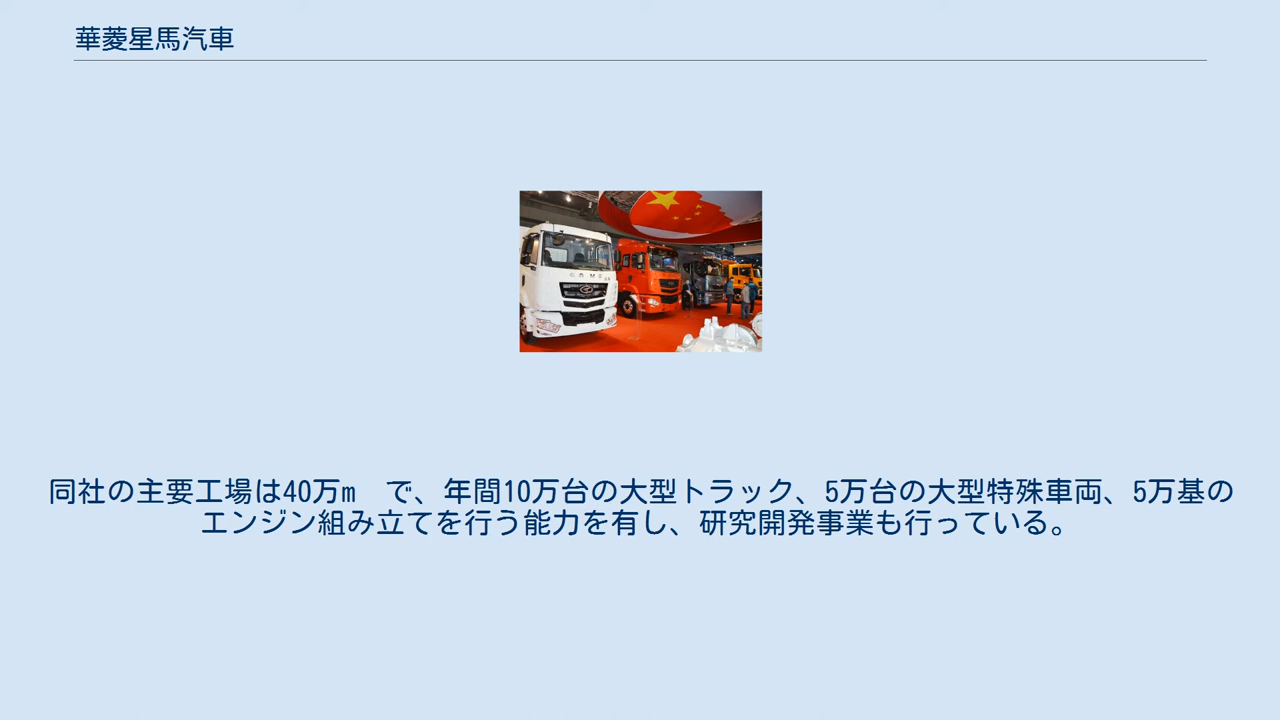 華菱星馬汽車
CAMC
同社の主要工場は40万m　で、年間10万台の大型トラック、5万台の大型特殊車両、5万基の
エンジン組み立てを行う能力を有し、研究開発事業も行っている。